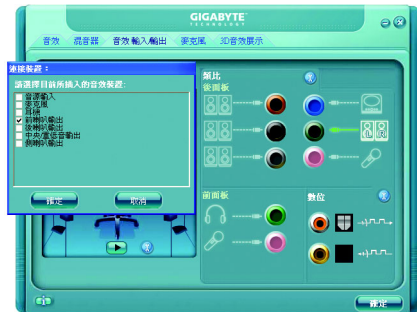 GIGABYTE
TECHNOLOGY
音效 混音器 音效輸入/輸出 麥克風 3D音效展示
連接裝置：
請選擇目前所插入的音效裝置：
音源輸入
麥克風
耳機
前喇叭輸出
後喇叭輸出
中央/重低音輸出
側喇叭輸出
確定 取消
類比
後面板
前面板
數位
確定